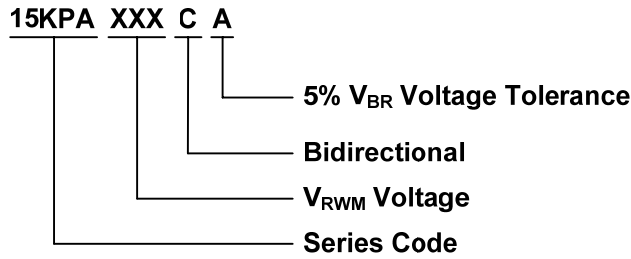 15KPA XXX C A
5% VBR Voltage Tolerance
Bidirectional
VRWM Voltage
Series Code